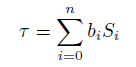 τ = ∑_{i=0}^{n} b_i S_i